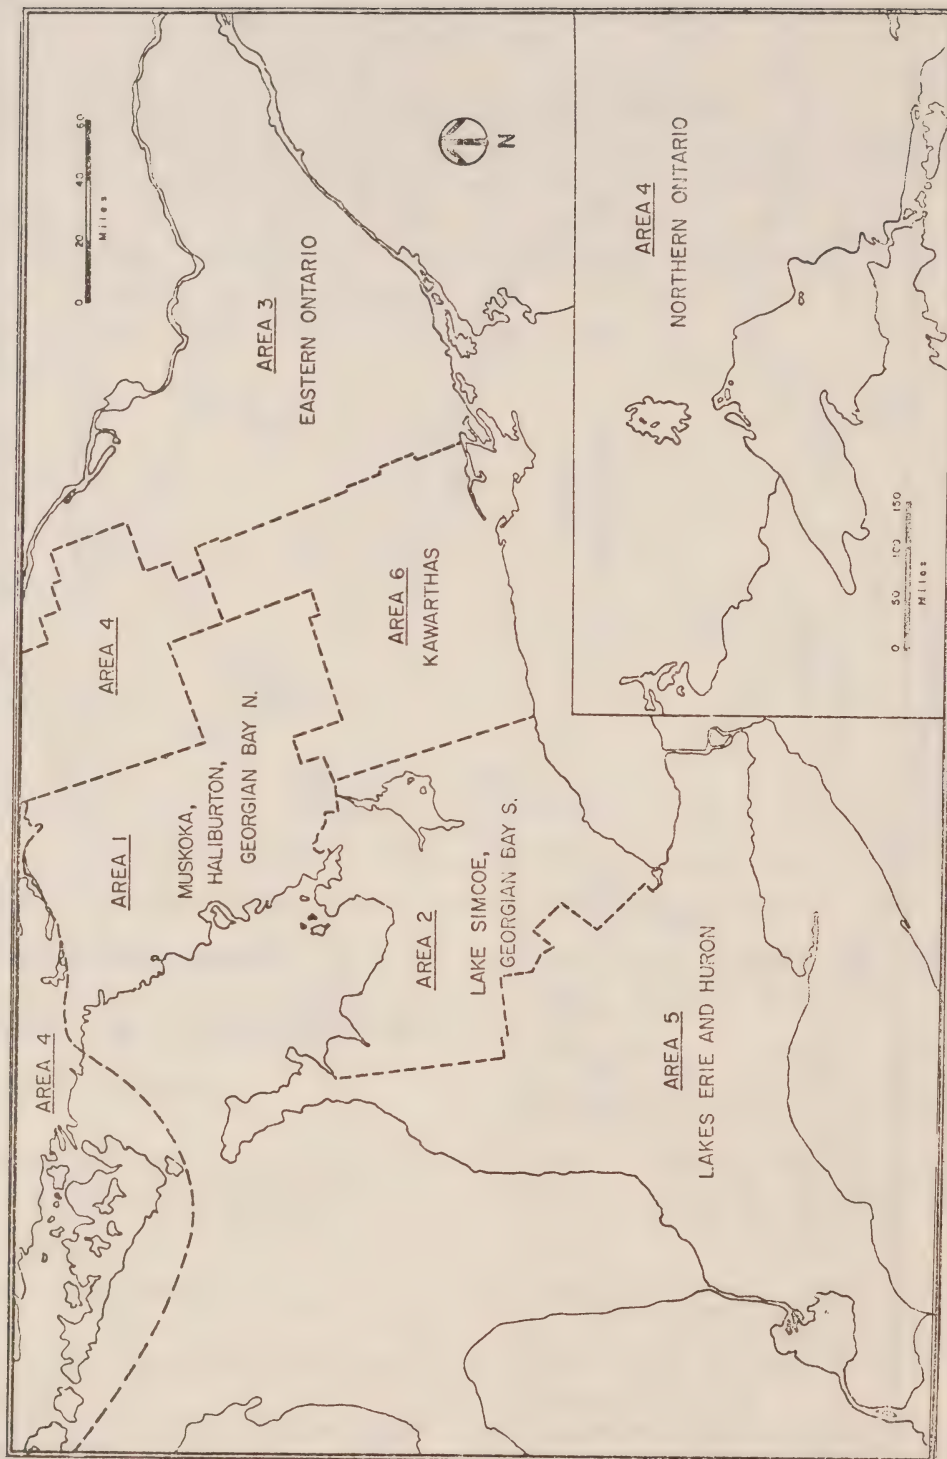 AREA 4
AREA 1
MUSKOKA,
HALIBURTON,
GEORGIAN BAY N.
AREA 4
AREA 3
EASTERN ONTARIO
0 20 40 60
Miles
N
AREA 2
LAKE SIMCOE,
GEORGIAN BAY S.
AREA 6
KAWARTHAS
AREA 5
LAKES ERIE AND HURON
AREA 4
NORTHERN ONTARIO
0 50 100 150
Miles